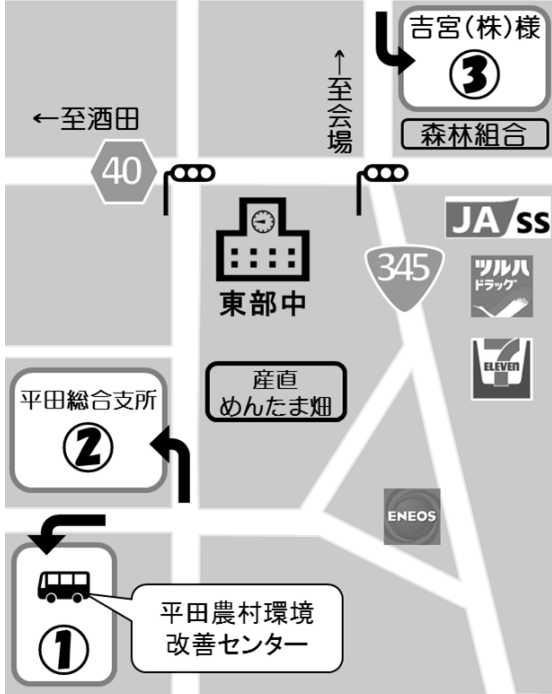 吉宮(株)様
③
↑至会場
森林組合
←至酒田
40
JA SS
345
ツルハ
ドラッグ
東部中
7
ELEVEN
産直
めんたま畑
平田総合支所
②
ENEOS
平田農村環境
改善センター
①